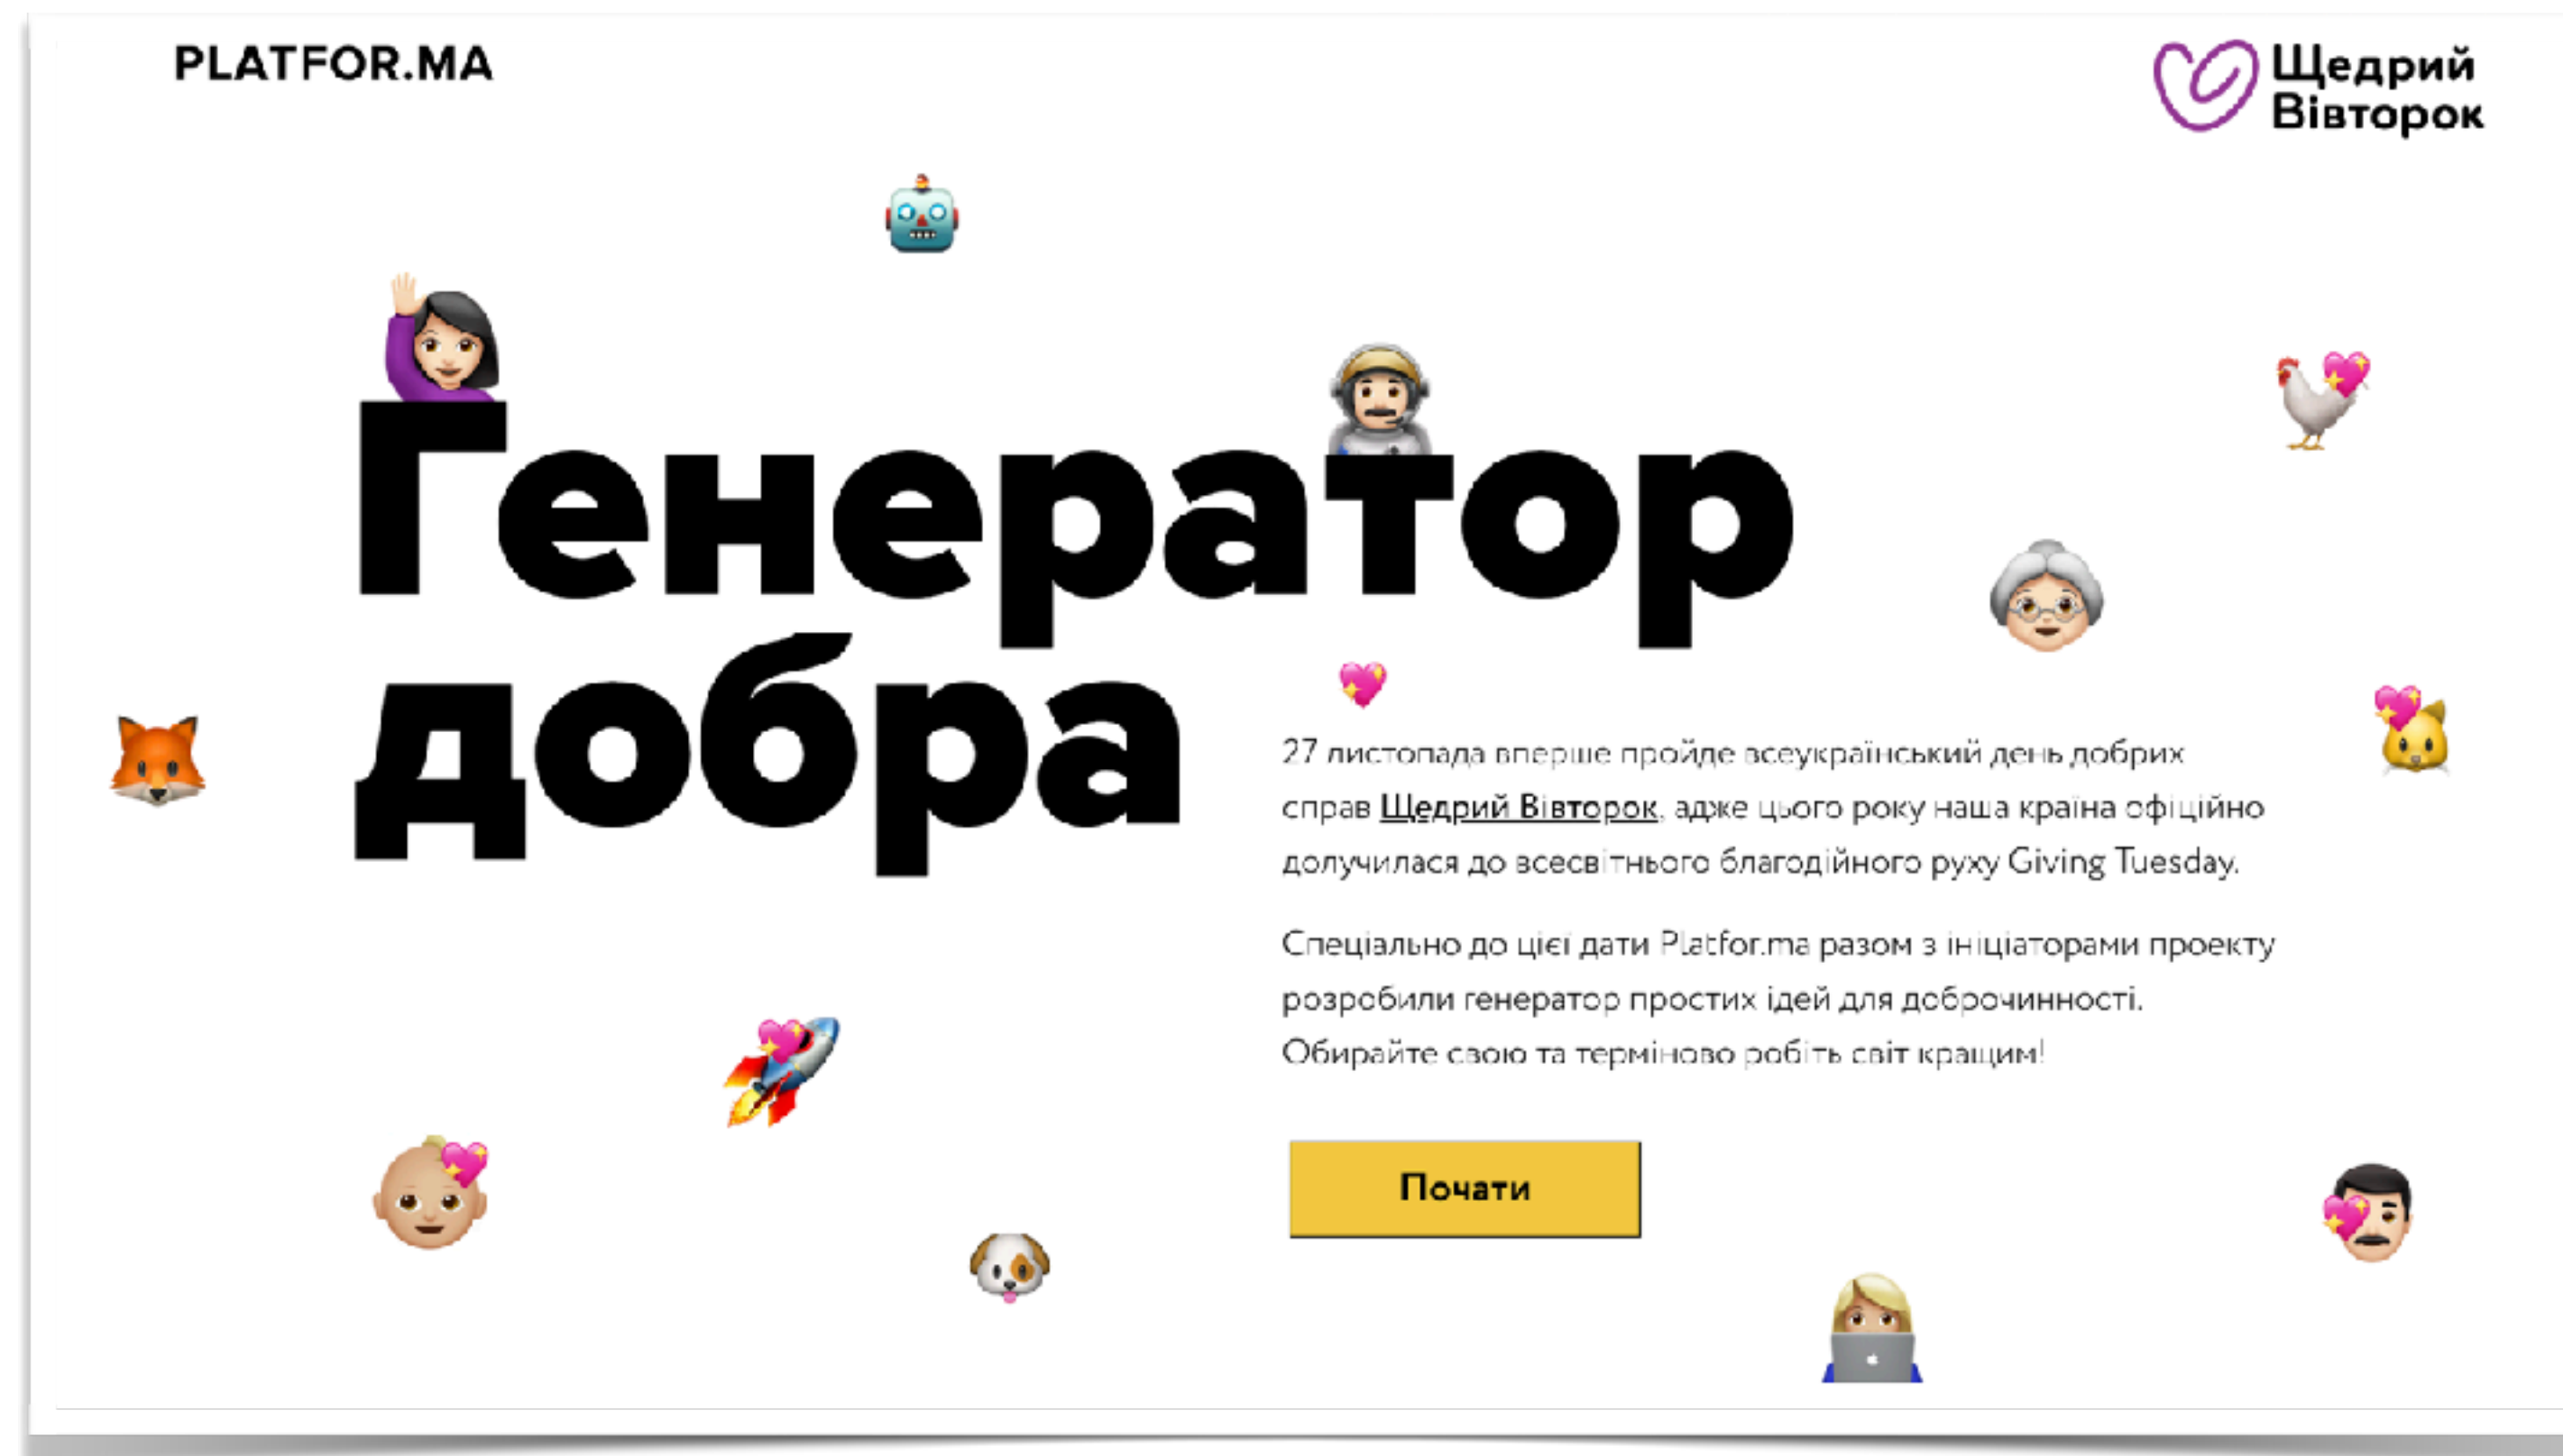 PLATFOR.MA
Щедрий
Вівторок
Генератор
добра
27 листопада вперше пройде всеукраїнський день добрих
справ Щедрий Вівторок, адже цього року наша країна офіційно
долучилася до всесвітнього благодійного руху Giving Tuesday.
Спеціально до цієї дати Platfor.ma разом з ініціаторами проекту
розробили генератор простих ідей для доброчинності.
Обирайте свою та терміново робіть світ кращим!
Почати